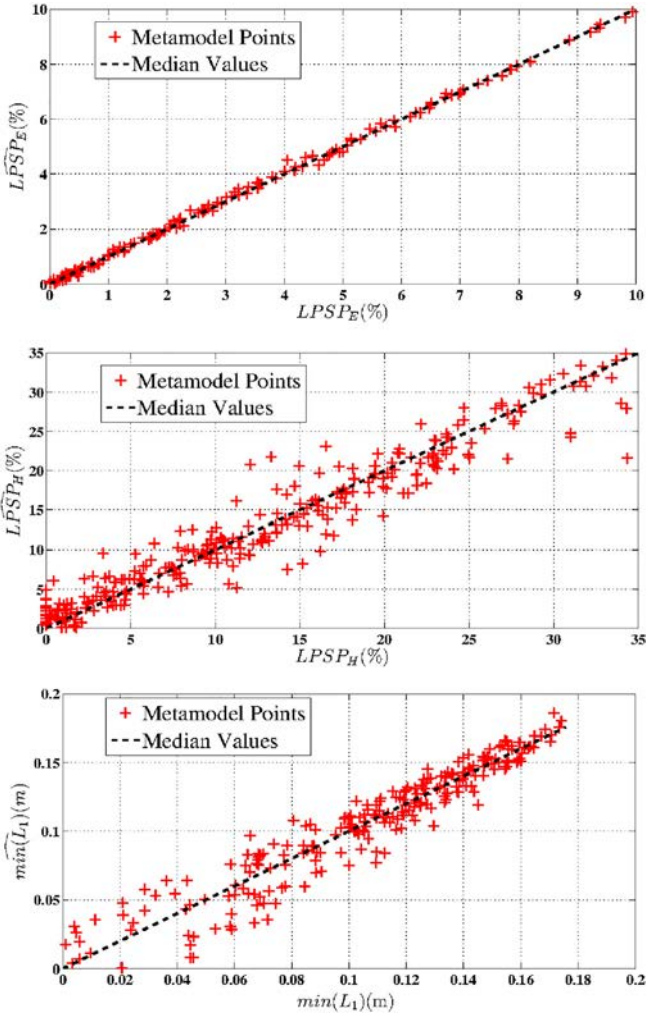 10
8
6
4
2
0
Metamodel Points
Median Values
$\widehat{LPSP_E}(\%)$
0 1 2 3 4 5 6 7 8 9 10
$LPSP_E(\%)$
35
30
25
20
15
10
5
0
Metamodel Points
Median Values
$\widehat{LPSP_H}(\%)$
0 5 10 15 20 25 30 35
$LPSP_H(\%)$
0.2
0.15
0.1
0.05
0
Metamodel Points
Median Values
$\widehat{min}(L_1)(m)$
0 0.02 0.04 0.06 0.08 0.1 0.12 0.14 0.16 0.18 0.2
$min(L_1)$(m)